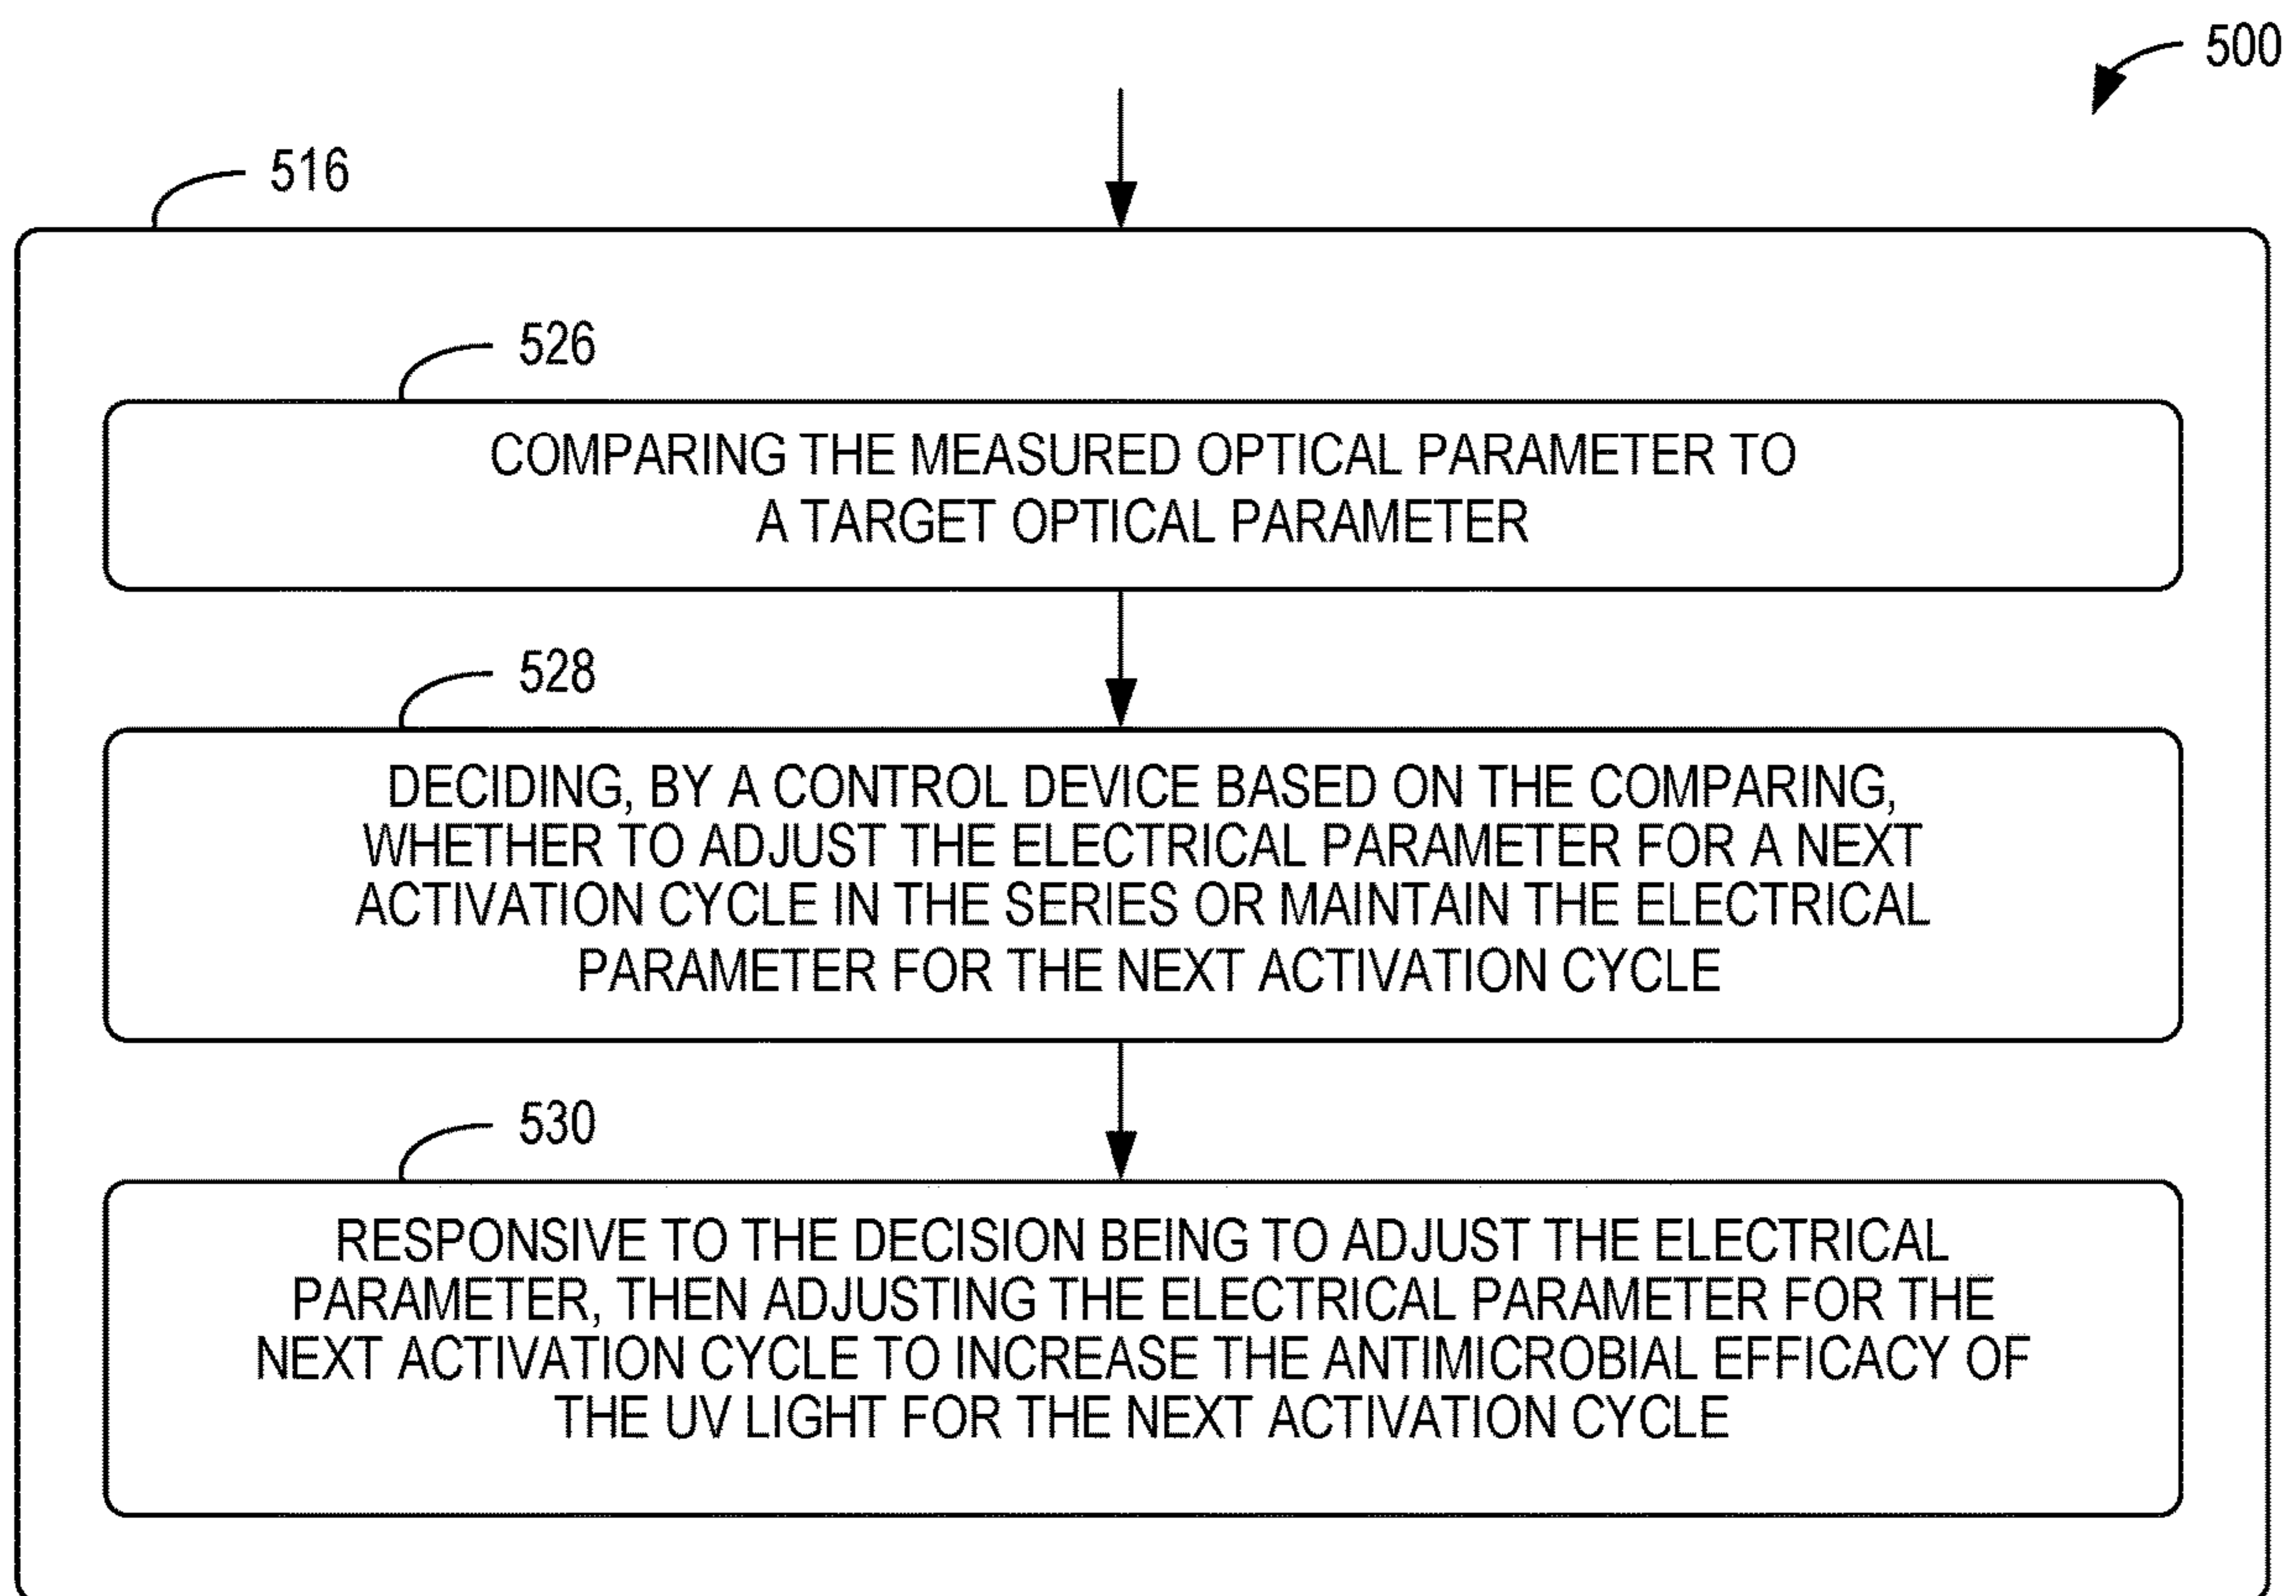 500
516
526
COMPARING THE MEASURED OPTICAL PARAMETER TO
A TARGET OPTICAL PARAMETER
528
DECIDING, BY A CONTROL DEVICE BASED ON THE COMPARING,
WHETHER TO ADJUST THE ELECTRICAL PARAMETER FOR A NEXT
ACTIVATION CYCLE IN THE SERIES OR MAINTAIN THE ELECTRICAL
PARAMETER FOR THE NEXT ACTIVATION CYCLE
530
RESPONSIVE TO THE DECISION BEING TO ADJUST THE ELECTRICAL
PARAMETER, THEN ADJUSTING THE ELECTRICAL PARAMETER FOR THE
NEXT ACTIVATION CYCLE TO INCREASE THE ANTIMICROBIAL EFFICACY OF
THE UV LIGHT FOR THE NEXT ACTIVATION CYCLE